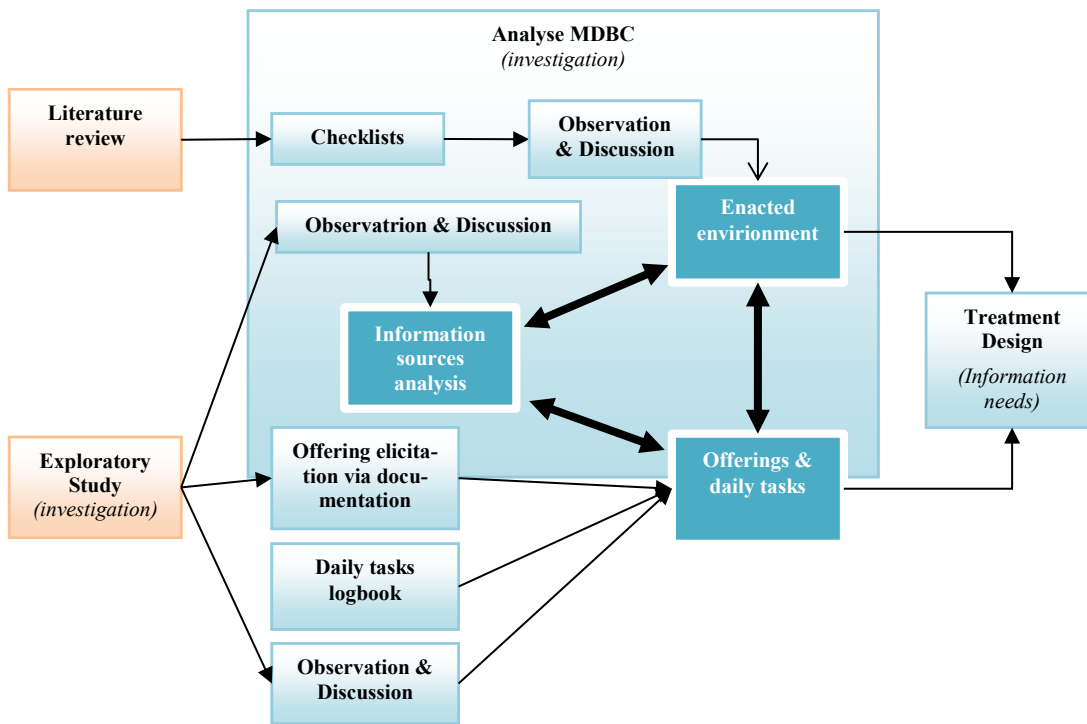 Analyse MDBC
(investigation)
Literature
review
Checklists
Observation
& Discussion
Enacted
envirionment
Observatrion & Discussion
Information
sources
analysis
Treatment
Design
(Information
needs)
Exploratory
Study
(investigation)
Offering elicita-
tion via docu-
mentation
Offerings &
daily tasks
Daily tasks
logbook
Observation &
Discussion